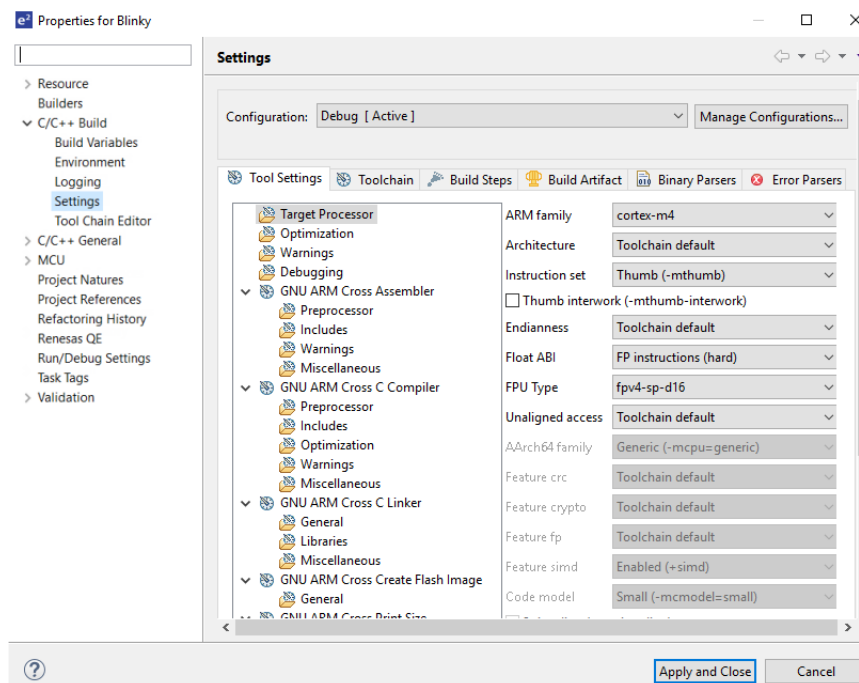 e² Properties for Blinky
Settings
Resource
Builders
C/C++ Build
Build Variables
Environment
Logging
Settings
Tool Chain Editor
C/C++ General
MCU
Project Natures
Project References
Refactoring History
Renesas QE
Run/Debug Settings
Task Tags
Validation
Configuration: Debug [ Active ] Manage Configurations...
Tool Settings Toolchain Build Steps Build Artifact Binary Parsers Error Parsers
Target Processor
Optimization
Warnings
Debugging
GNU ARM Cross Assembler
Preprocessor
Includes
Warnings
Miscellaneous
GNU ARM Cross C Compiler
Preprocessor
Includes
Optimization
Warnings
Miscellaneous
GNU ARM Cross C Linker
General
Libraries
Miscellaneous
GNU ARM Cross Create Flash Image
General
GNU ARM Cross Print Size
ARM family cortex-m4
Architecture Toolchain default
Instruction set Thumb (-mthumb)
Thumb interwork (-mthumb-interwork)
Endianness Toolchain default
Float ABI FP instructions (hard)
FPU Type fpv4-sp-d16
Unaligned access Toolchain default
AArch64 family Generic (-mcpu=generic)
Feature crc Toolchain default
Feature crypto Toolchain default
Feature fp Toolchain default
Feature simd Enabled (+simd)
Code model Small (-mcmodel=small)
Apply and Close Cancel